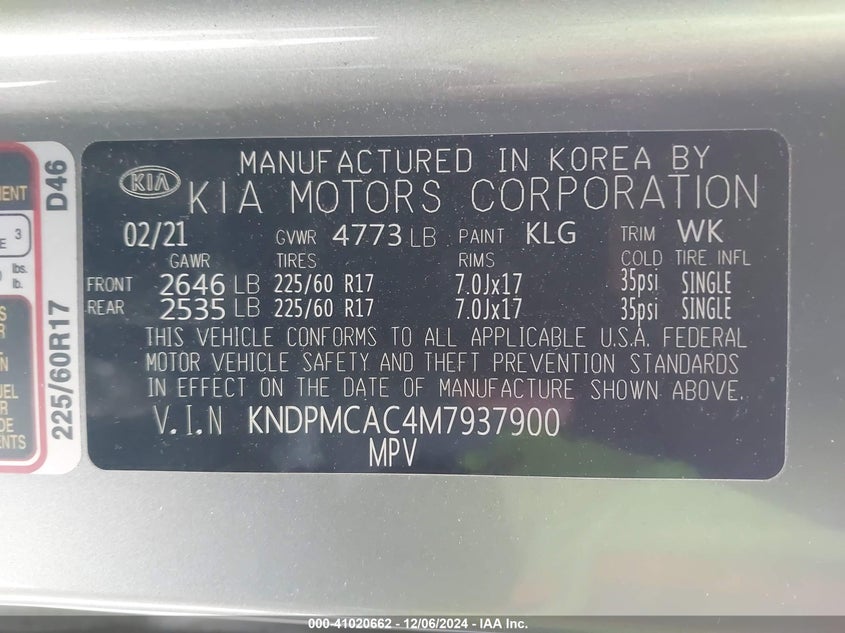 MANUFACTURED IN KOREA BY
KIA KIA MOTORS CORPORATION
02/21 GVWR 4773 LB PAINT KLG TRIM WK
GAWR TIRES RIMS COLD TIRE INFL
FRONT 2646 LB 225/60 R17 7.0Jx17 35psi SINGLE
REAR 2535 LB 225/60 R17 7.0Jx17 35psi SINGLE
THIS VEHICLE CONFORMS TO ALL APPLICABLE U.S.A. FEDERAL
MOTOR VEHICLE SAFETY AND THEFT PREVENTION STANDARDS
IN EFFECT ON THE DATE OF MANUFACTURE SHOWN ABOVE.
V.I.N KNDPMCAC4M7937900
MPV
225/60R17 D46
3
lbs.
lb.
000-41020662 - 12/06/2024 - IAA Inc.